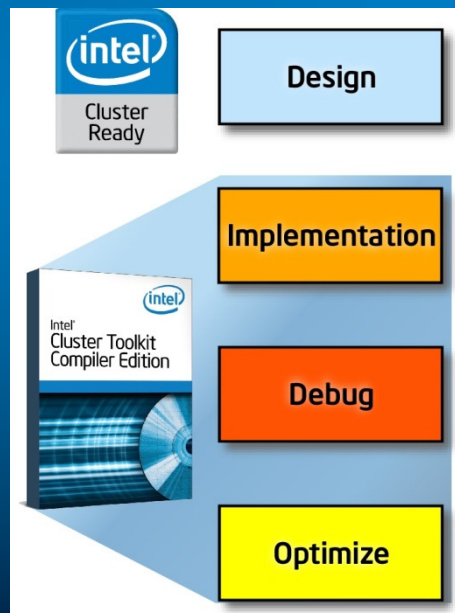 intel
Cluster
Ready
Design
Implementation
intel
Intel®
Cluster Toolkit
Compiler Edition
Debug
Optimize